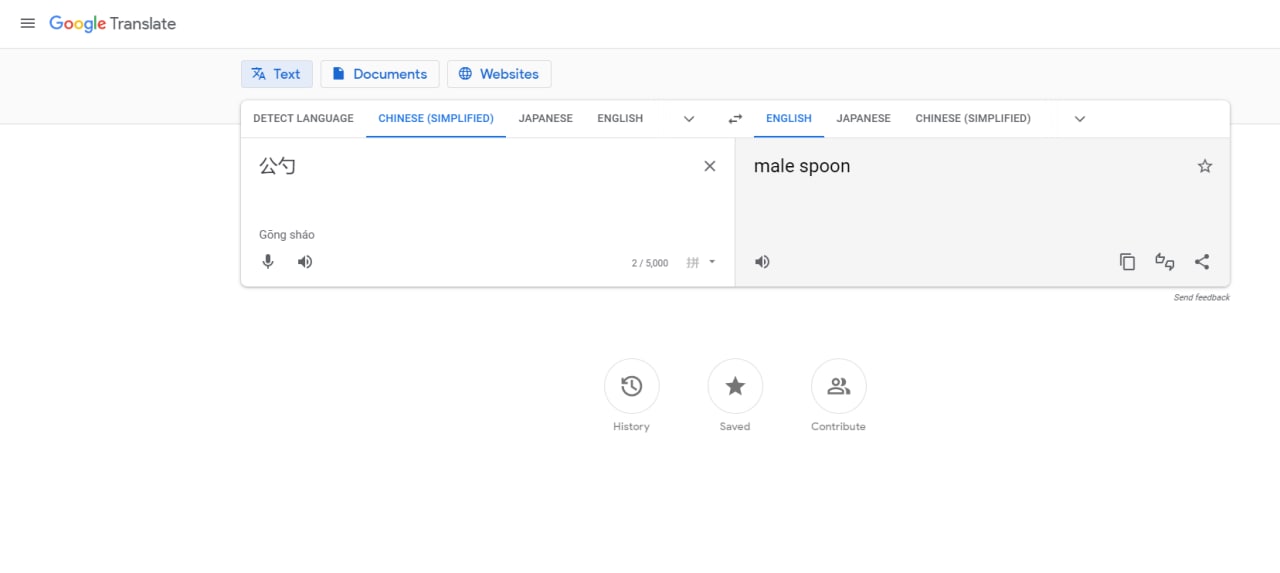 Google Translate
Text Documents Websites
DETECT LANGUAGE CHINESE (SIMPLIFIED) JAPANESE ENGLISH ENGLISH JAPANESE CHINESE (SIMPLIFIED)
公勺
male spoon
Gōng sháo
2 / 5,000 拼
Send feedback
History Saved Contribute